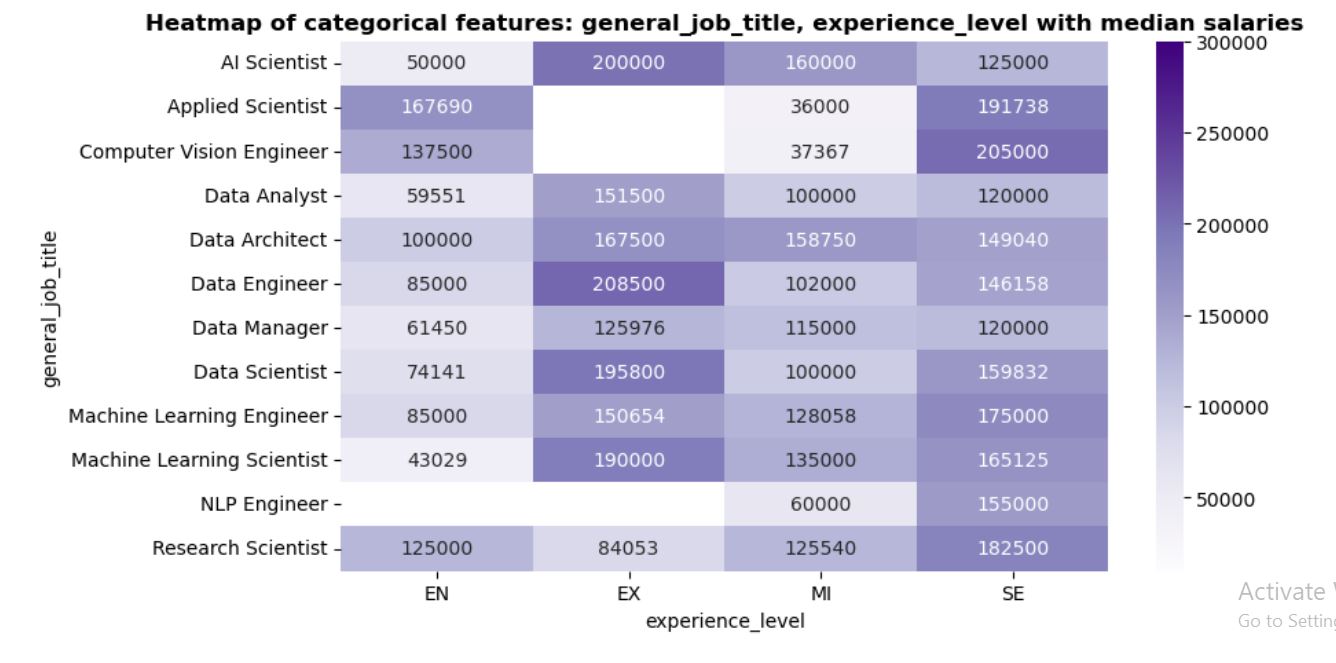 Heatmap of categorical features: general_job_title, experience_level with median salaries
general_job_title
AI Scientist 50000 200000 160000 125000
Applied Scientist 167690 36000 191738
Computer Vision Engineer 137500 37367 205000
Data Analyst 59551 151500 100000 120000
Data Architect 100000 167500 158750 149040
Data Engineer 85000 208500 102000 146158
Data Manager 61450 125976 115000 120000
Data Scientist 74141 195800 100000 159832
Machine Learning Engineer 85000 150654 128058 175000
Machine Learning Scientist 43029 190000 135000 165125
NLP Engineer 60000 155000
Research Scientist 125000 84053 125540 182500
EN EX MI SE
experience_level
300000
250000
200000
150000
100000
50000
Activate
Go to Settin